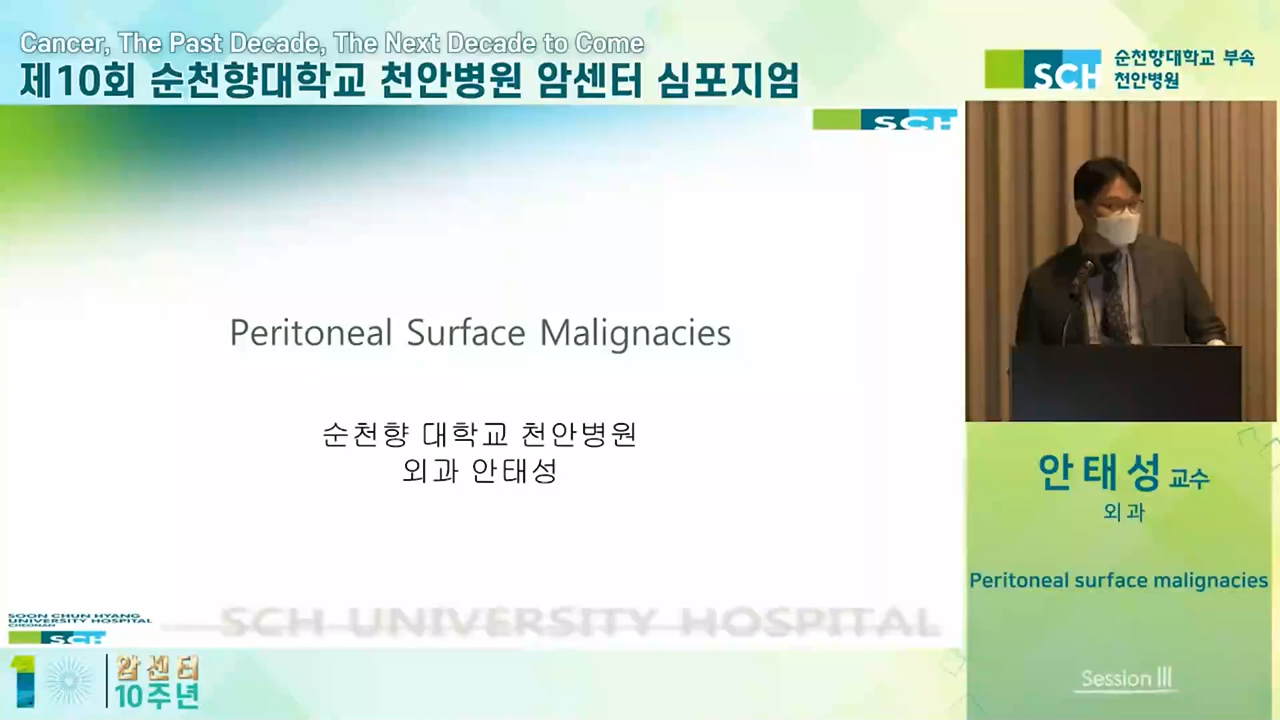 Cancer, The Past Decade, The Next Decade to Come
제10회 순천향대학교 천안병원 암센터 심포지엄
SCH
순천향대학교 부속
천안병원
SCH
Peritoneal Surface Malignacies
순천향 대학교 천안병원
외과 안태성
안태성 교수
외과
Peritoneal surface malignacies
SOON CHUN HYANG
UNIVERSITY HOSPITAL
CHEONAN
SCH
SCH UNIVERSITY HOSPITAL
Session III
10 암센터
10주년